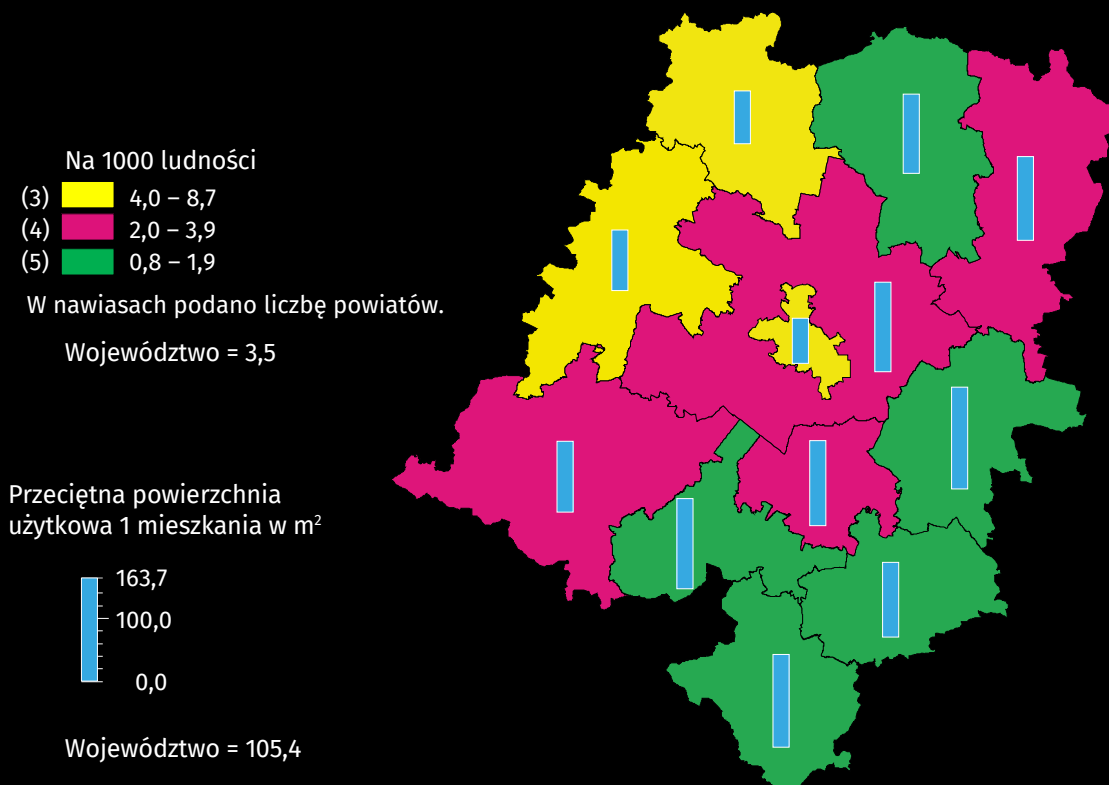 Na 1000 ludności
(3) 4,0 – 8,7
(4) 2,0 – 3,9
(5) 0,8 – 1,9
W nawiasach podano liczbę powiatów.
Województwo = 3,5
Przeciętna powierzchnia
użytkowa 1 mieszkania w m²
163,7
100,0
0,0
Województwo = 105,4